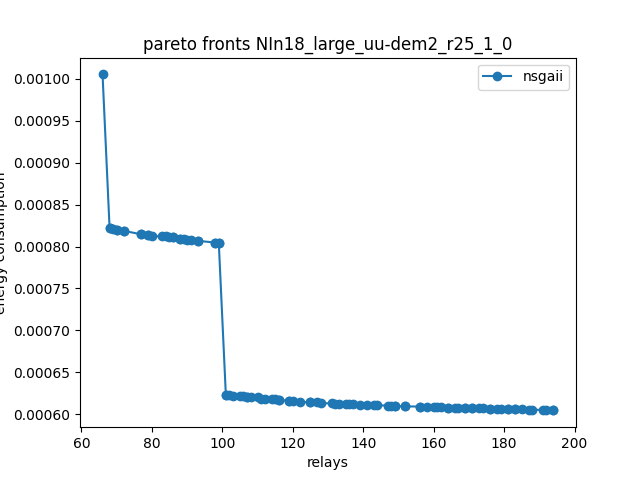 pareto fronts NIn18_large_uu-dem2_r25_1_0
nsgaii
0.00100
0.00095
0.00090
0.00085
0.00080
0.00075
0.00070
0.00065
0.00060
energy consumption
60 80 100 120 140 160 180 200
relays